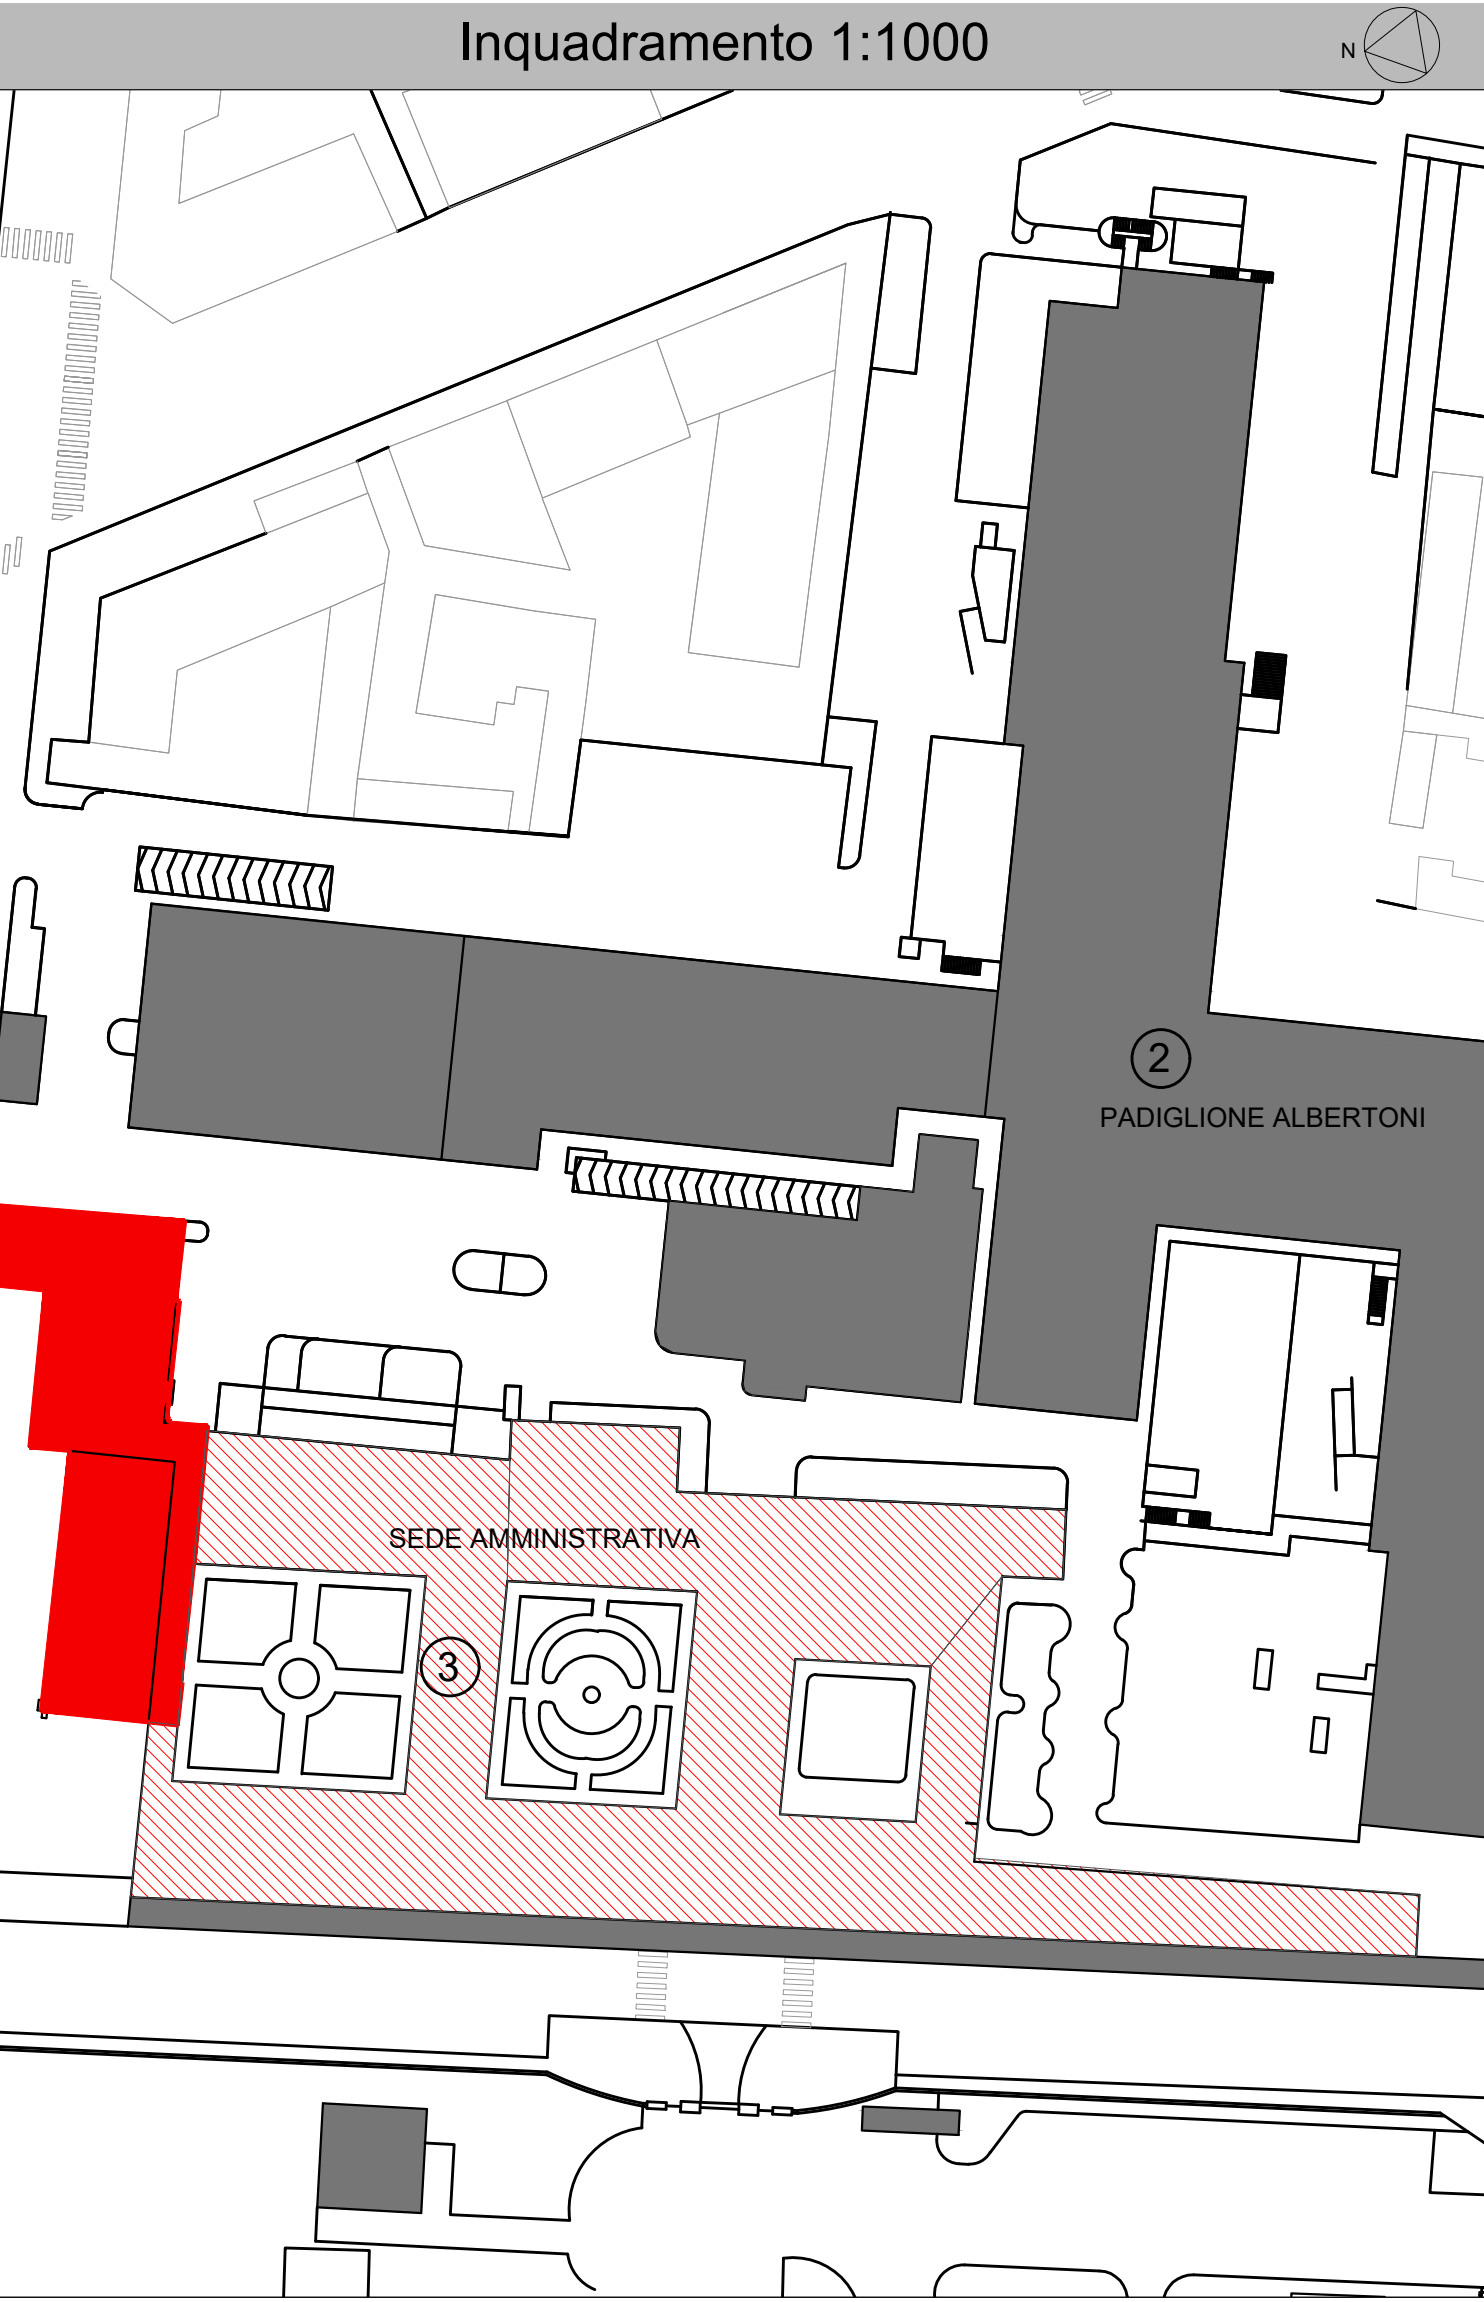 Inquadramento 1:1000
N
2
PADIGLIONE ALBERTONI
SEDE AMMINISTRATIVA
3